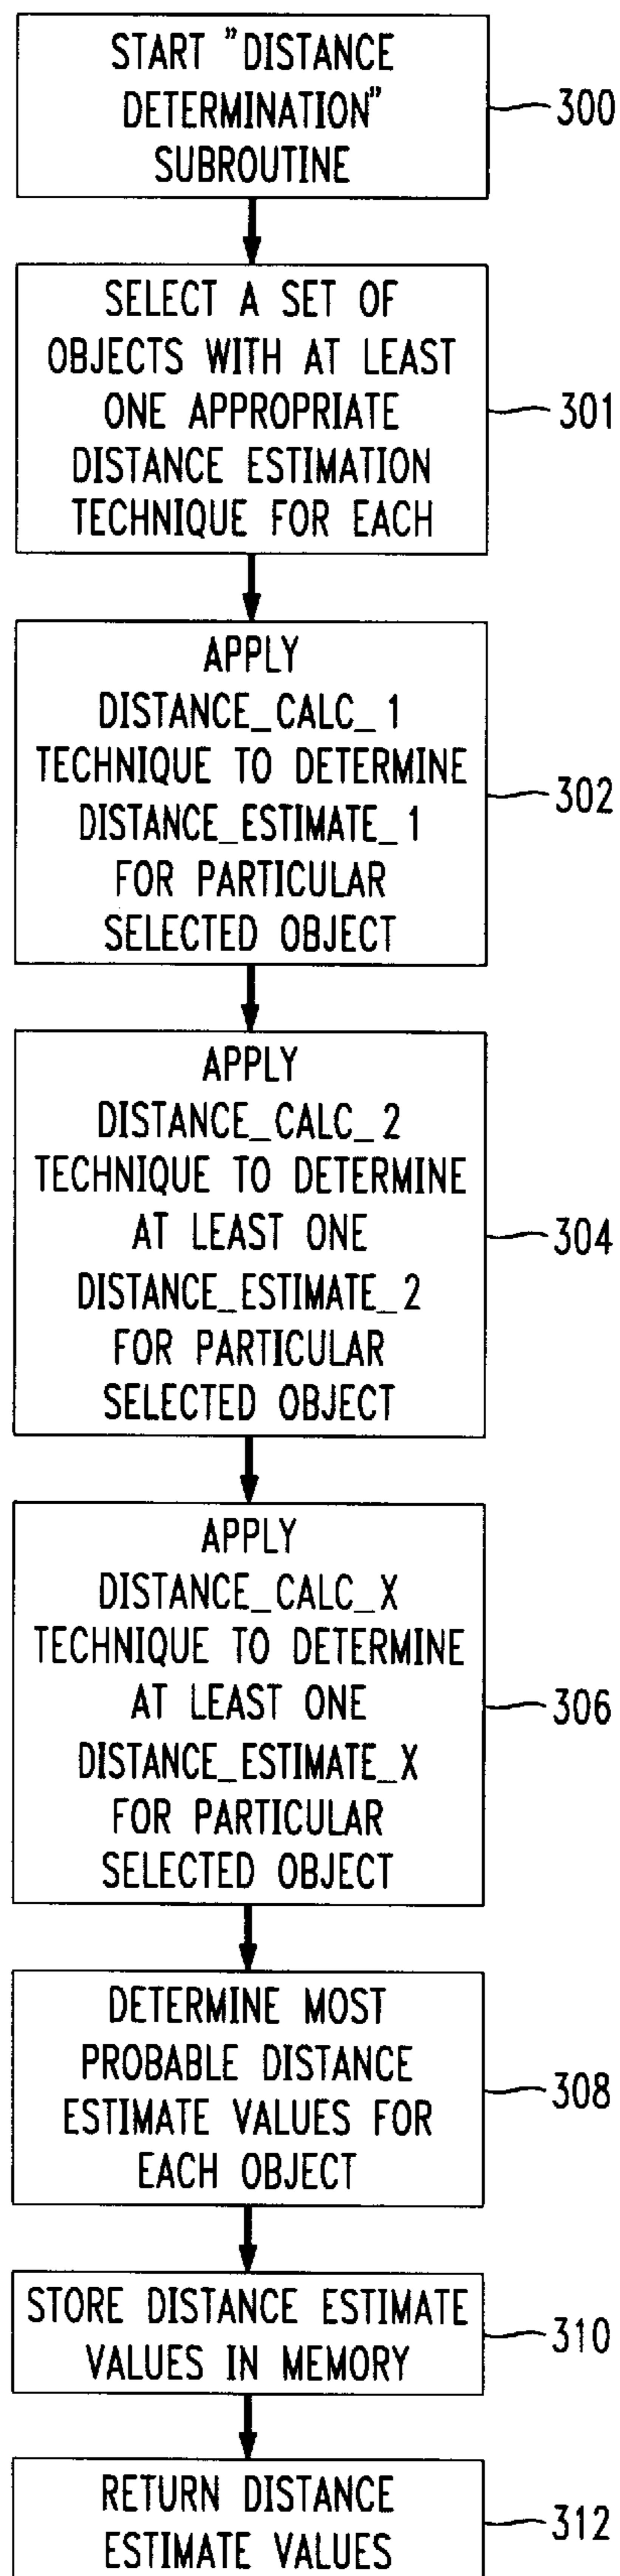 START "DISTANCE
DETERMINATION"
SUBROUTINE
300
SELECT A SET OF
OBJECTS WITH AT LEAST
ONE APPROPRIATE
DISTANCE ESTIMATION
TECHNIQUE FOR EACH
301
APPLY
DISTANCE_CALC_1
TECHNIQUE TO DETERMINE
DISTANCE_ESTIMATE_1
FOR PARTICULAR
SELECTED OBJECT
302
APPLY
DISTANCE_CALC_2
TECHNIQUE TO DETERMINE
AT LEAST ONE
DISTANCE_ESTIMATE_2
FOR PARTICULAR
SELECTED OBJECT
304
APPLY
DISTANCE_CALC_X
TECHNIQUE TO DETERMINE
AT LEAST ONE
DISTANCE_ESTIMATE_X
FOR PARTICULAR
SELECTED OBJECT
306
DETERMINE MOST
PROBABLE DISTANCE
ESTIMATE VALUES FOR
EACH OBJECT
308
STORE DISTANCE ESTIMATE
VALUES IN MEMORY
310
RETURN DISTANCE
ESTIMATE VALUES
312